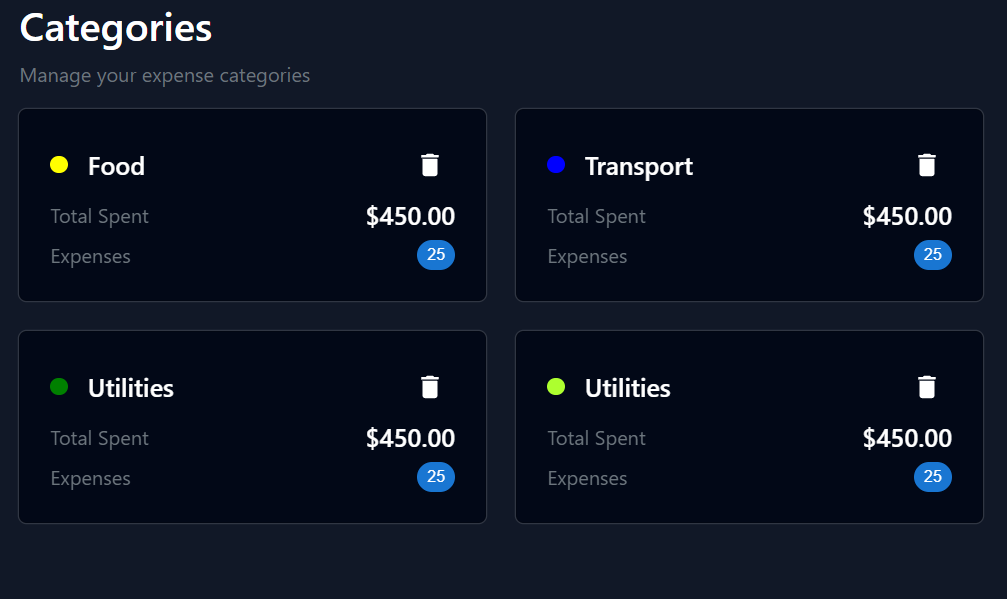 Categories
Manage your expense categories
Food
Total Spent $450.00
Expenses 25
Transport
Total Spent $450.00
Expenses 25
Utilities
Total Spent $450.00
Expenses 25
Utilities
Total Spent $450.00
Expenses 25